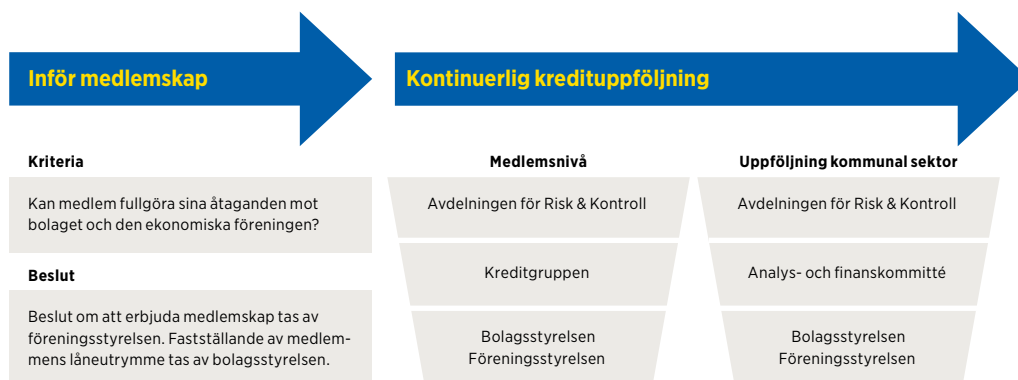 Inför medlemskap
Kontinuerlig kredituppföljning
Kriteria
Kan medlem fullgöra sina åtaganden mot
bolaget och den ekonomiska föreningen?
Beslut
Beslut om att erbjuda medlemskap tas av
föreningsstyrelsen. Fastställande av medlem-
mens låneutrymme tas av bolagsstyrelsen.
Medlemsnivå
Avdelningen för Risk & Kontroll
Kreditgruppen
Bolagsstyrelsen
Föreningsstyrelsen
Uppföljning kommunal sektor
Avdelningen för Risk & Kontroll
Analys- och finanskommitté
Bolagsstyrelsen
Föreningsstyrelsen